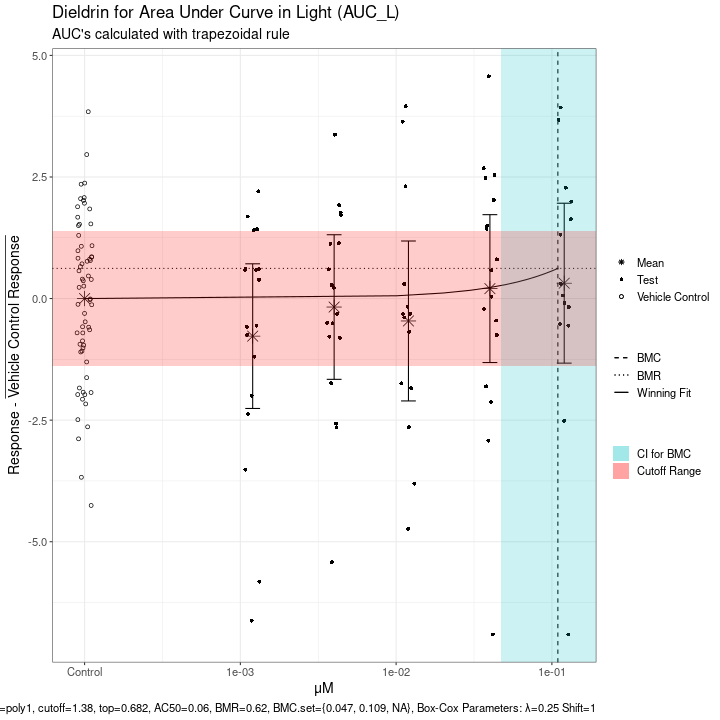 Dieldrin for Area Under Curve in Light (AUC_L)
AUC's calculated with trapezoidal rule
Response - Vehicle Control Response
5.0
2.5
0.0
-2.5
-5.0
Control
1e-03
1e-02
1e-01
μM
Mean
Test
Vehicle Control
BMC
BMR
Winning Fit
CI for BMC
Cutoff Range
=poly1, cutoff=1.38, top=0.682, AC50=0.06, BMR=0.62, BMC.set={0.047, 0.109, NA}, Box-Cox Parameters: λ=0.25 Shift=1